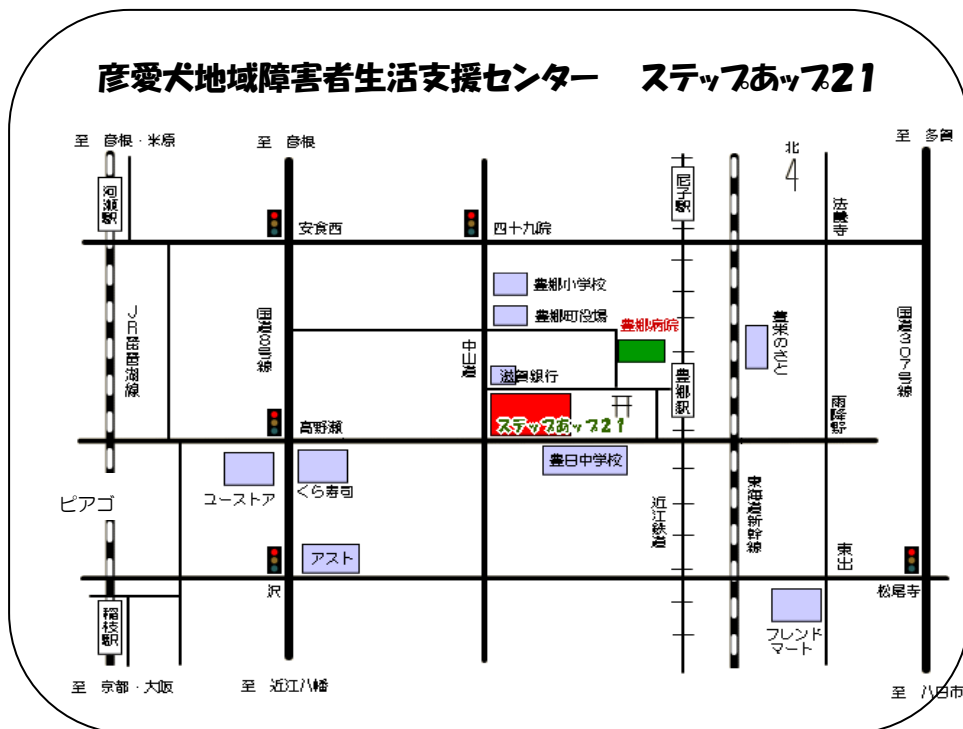 彦愛犬地域障害者生活支援センター　ステップあップ21
至 彦根・米原
至 彦根
北
至 多賀
河瀬駅
尼子駅
法養寺
安食西
四十九院
豊郷小学校
豊郷町役場
豊郷病院
JR琵琶湖線
国道8号線
中山道
豊栄のさと
国道307号線
滋賀銀行
豊郷駅
雨降野
高野瀬
ステップあップ21
豊日中学校
ユーストア
くら寿司
ピアゴ
近江鉄道
東海道新幹線
アスト
東出
沢
松尾寺
稲枝駅
フレンド
マート
至 京都・大阪
至 近江八幡
至 八日市